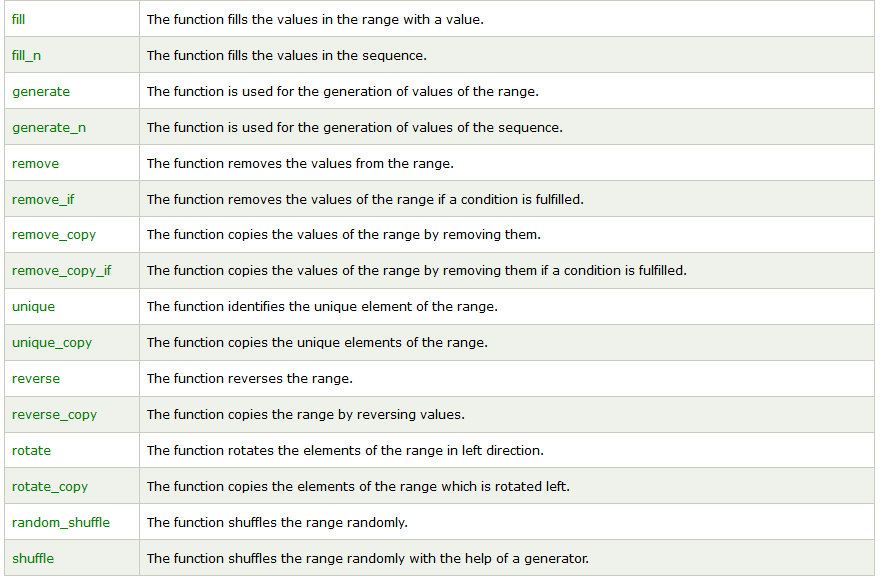 fill The function fills the values in the range with a value.
fill_n The function fills the values in the sequence.
generate The function is used for the generation of values of the range.
generate_n The function is used for the generation of values of the sequence.
remove The function removes the values from the range.
remove_if The function removes the values of the range if a condition is fulfilled.
remove_copy The function copies the values of the range by removing them.
remove_copy_if The function copies the values of the range by removing them if a condition is fulfilled.
unique The function identifies the unique element of the range.
unique_copy The function copies the unique elements of the range.
reverse The function reverses the range.
reverse_copy The function copies the range by reversing values.
rotate The function rotates the elements of the range in left direction.
rotate_copy The function copies the elements of the range which is rotated left.
random_shuffle The function shuffles the range randomly.
shuffle The function shuffles the range randomly with the help of a generator.